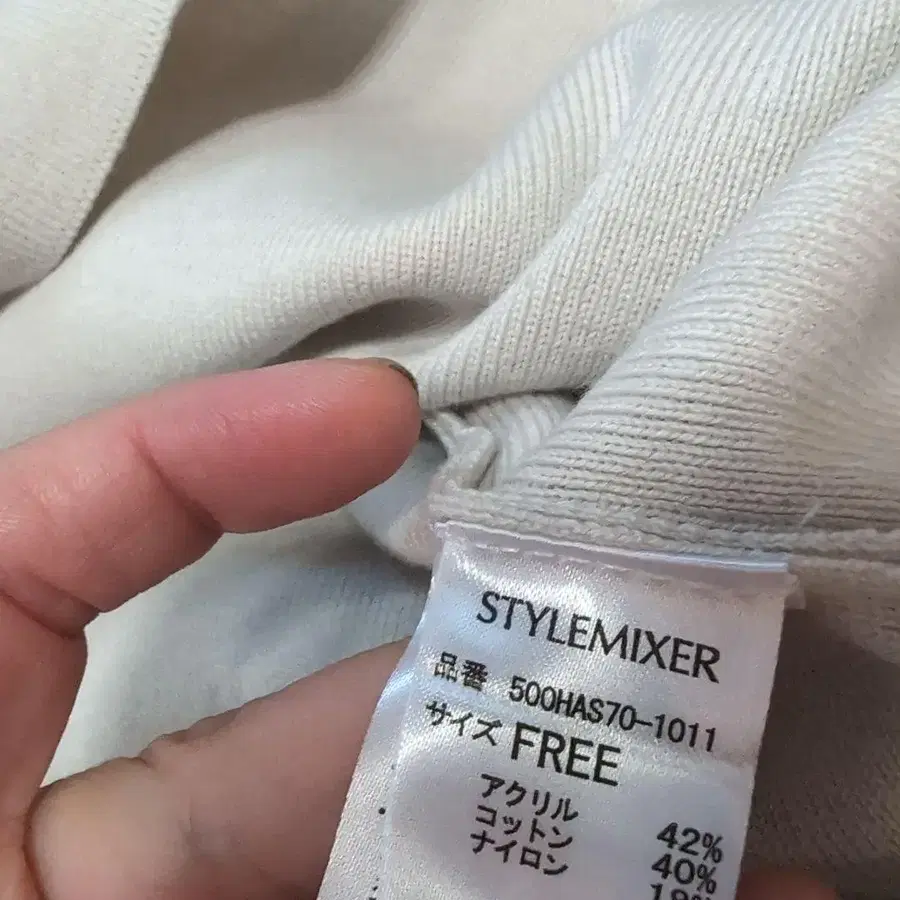 STYLEMIXER
品番 500HAS70-1011
サイズ FREE
アクリル 42%
コットン 40%
ナイロン 18%